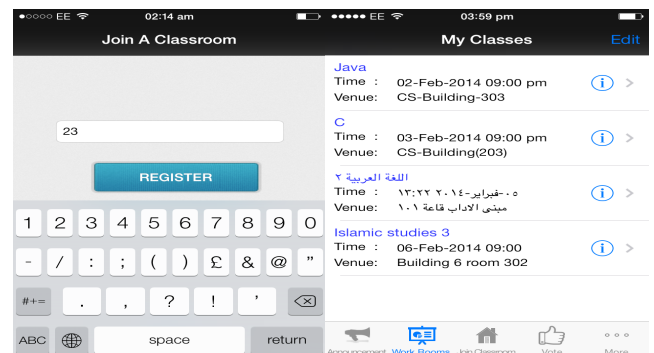 EE 02:14 am
Join A Classroom
23
REGISTER
1 2 3 4 5 6 7 8 9 0
- / : ; ( ) £ & @ "
#+= . , ? ! '
ABC space return
EE 03:59 pm
My Classes Edit
Java
Time : 02-Feb-2014 09:00 pm
Venue: CS-Building-303
C
Time : 03-Feb-2014 09:00 pm
Venue: CS-Building(203)
اللغة العربية ٢
Time : ٠٥-فبراير-٢٠١٤ ١٣:٢٢
Venue: مبنى الاداب قاعة ١٠١
Islamic studies 3
Time : 06-Feb-2014 09:00
Venue: Building 6 room 302
Announcement Work Rooms Join Classroom Vote More